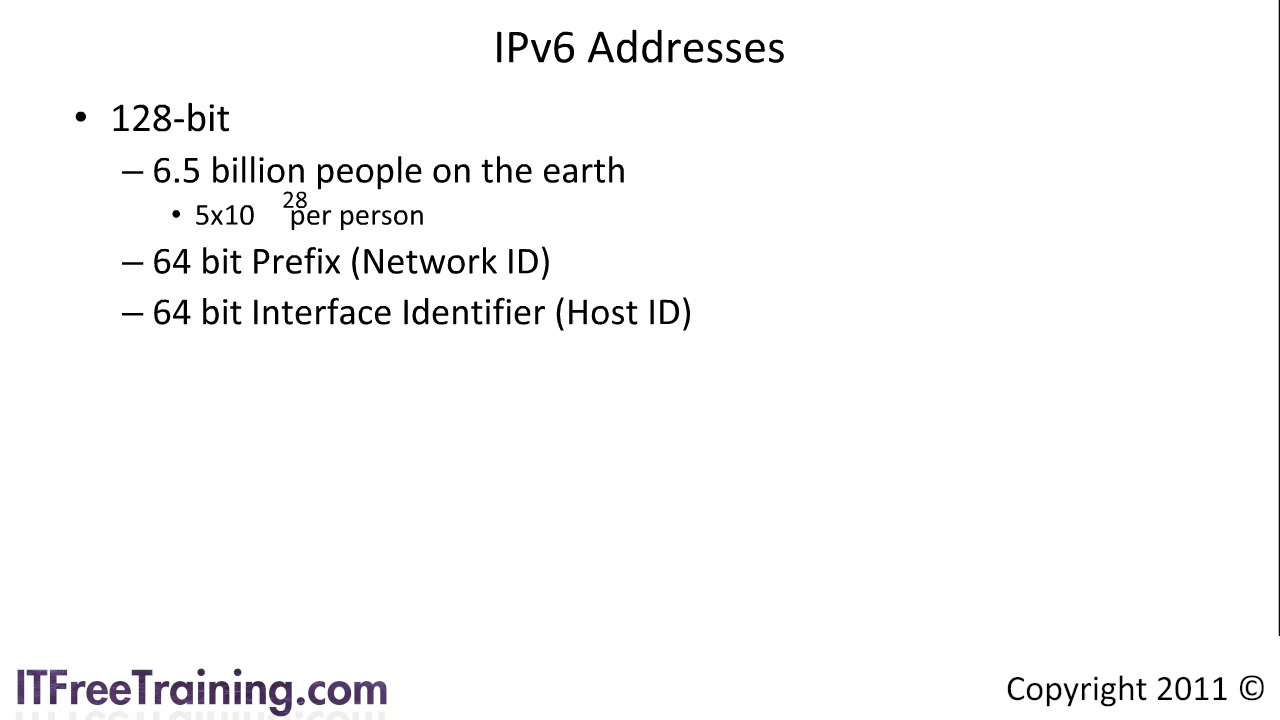 IPv6 Addresses
• 128-bit
– 6.5 billion people on the earth
• 5x10 28 per person
– 64 bit Prefix (Network ID)
– 64 bit Interface Identifier (Host ID)
ITFreeTraining.com
Copyright 2011 ©